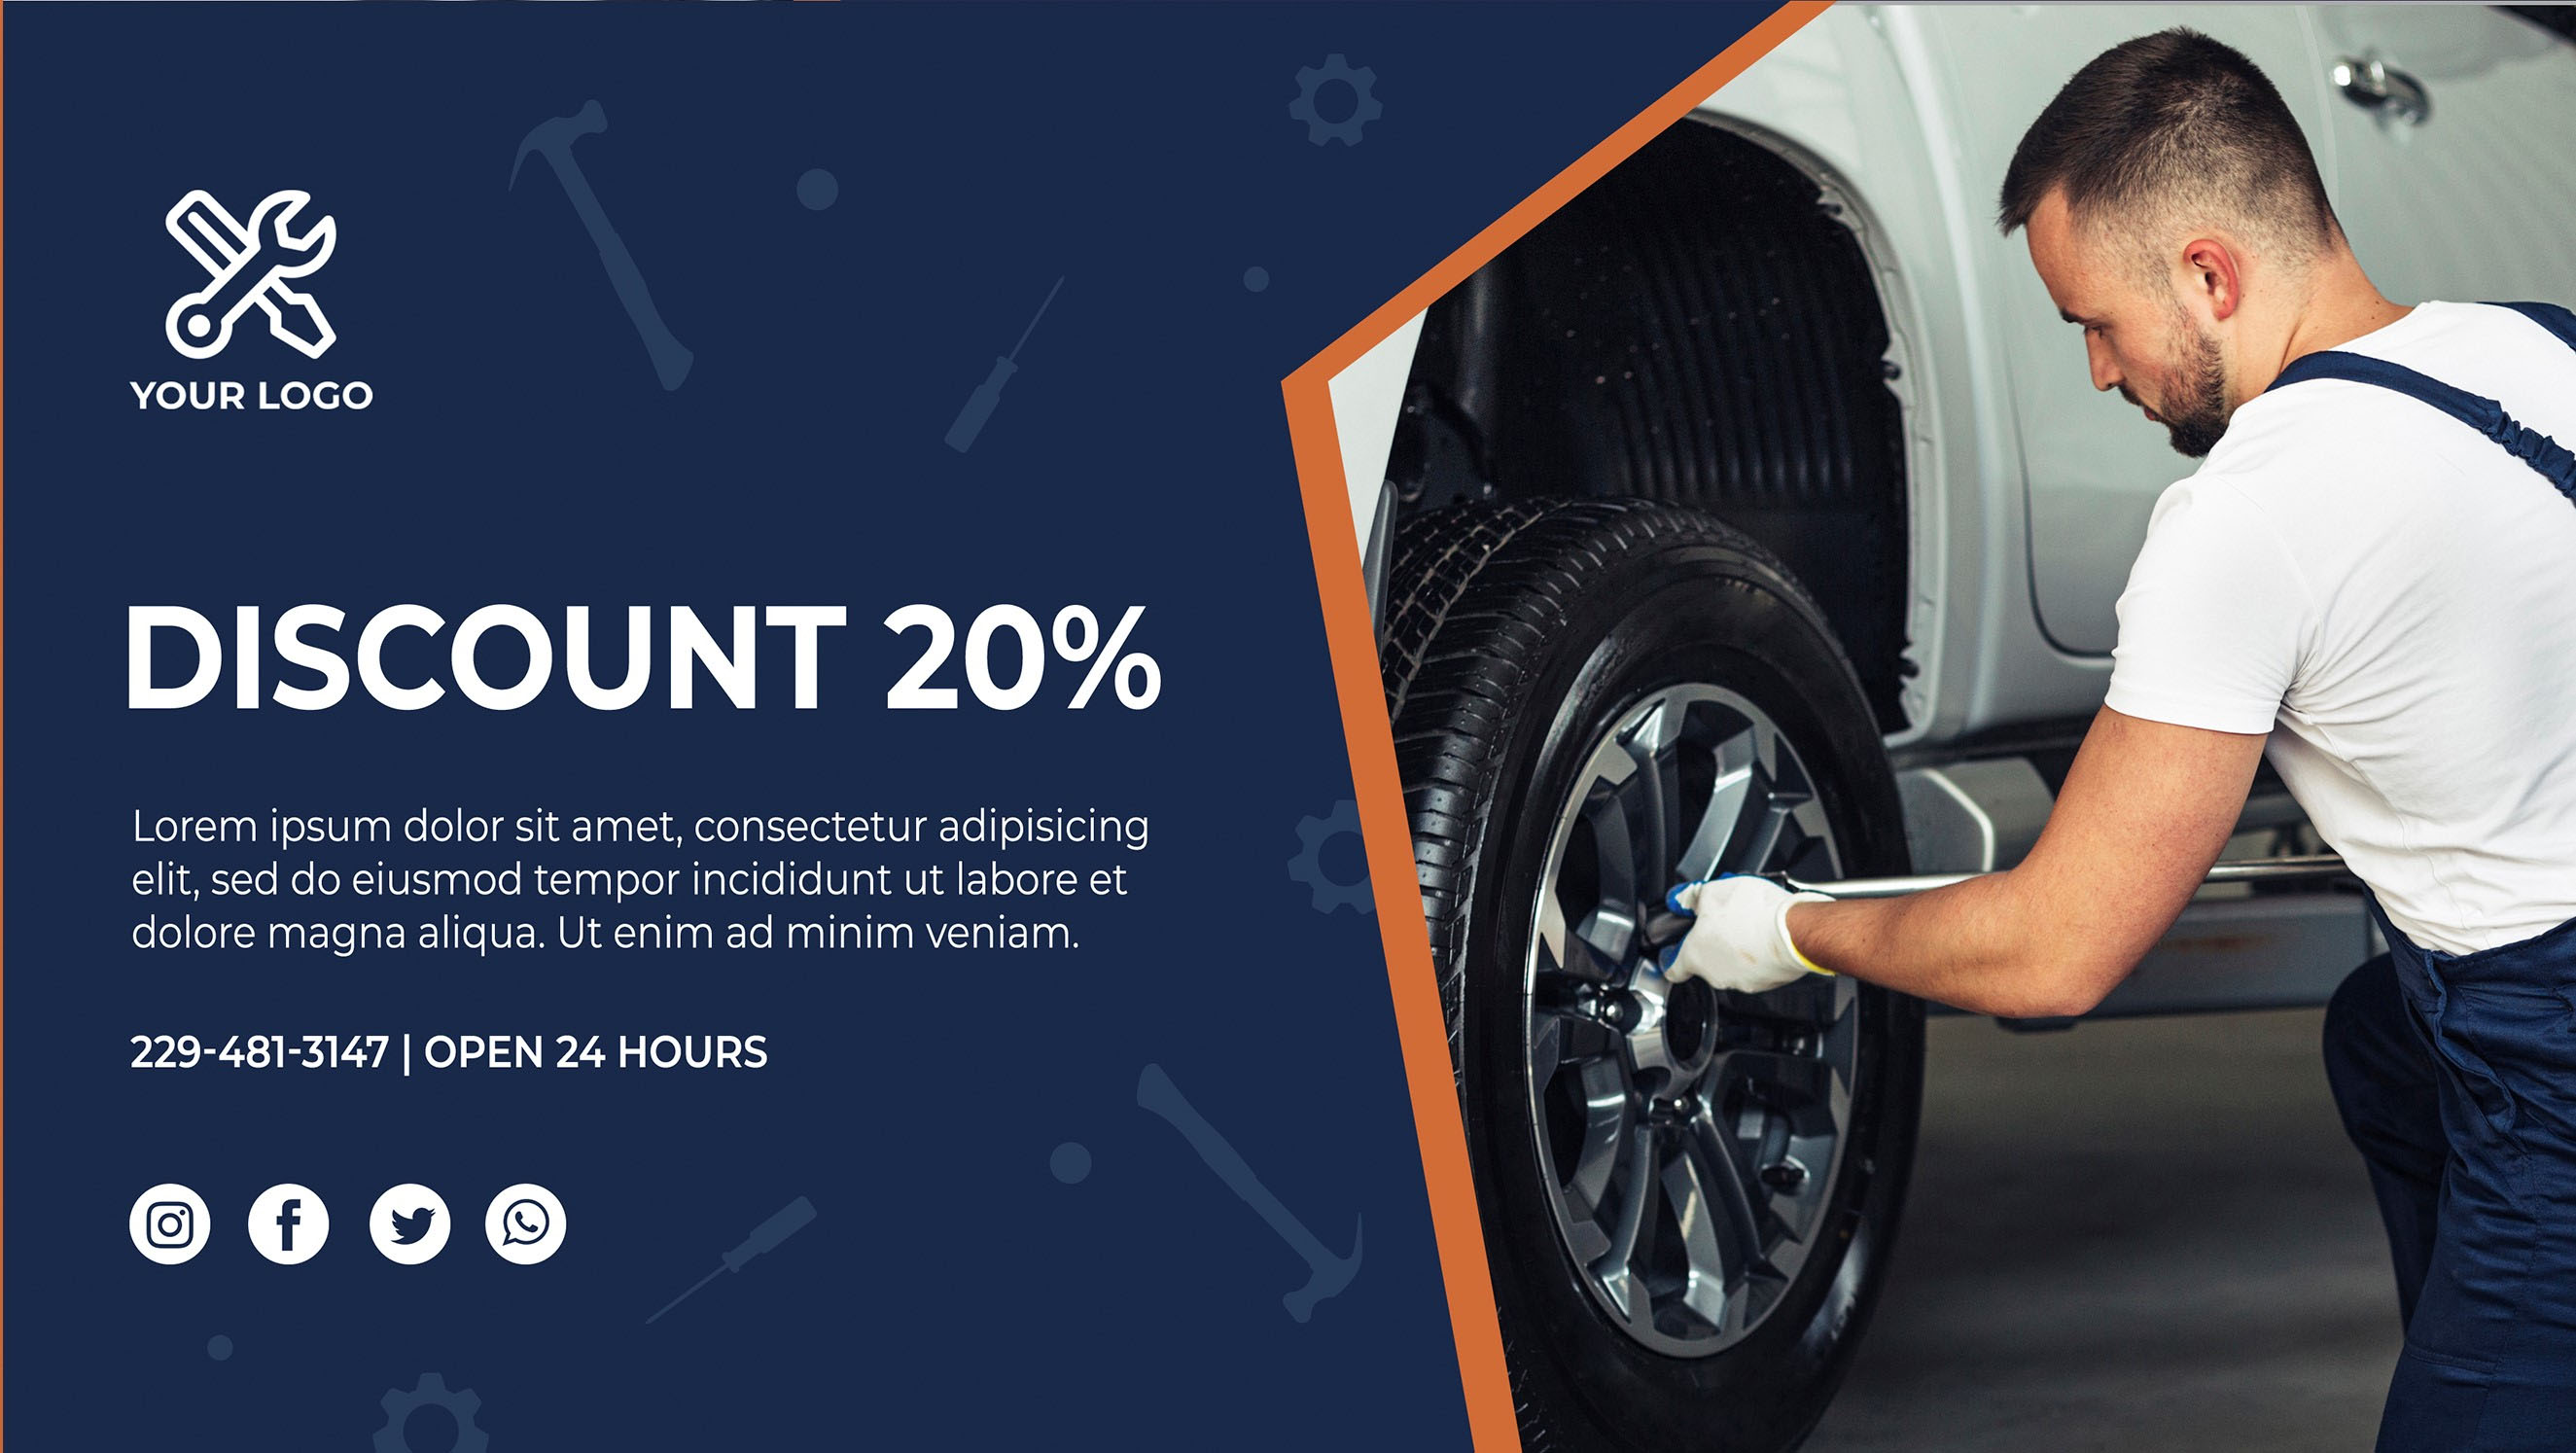 YOUR LOGO
DISCOUNT 20%
Lorem ipsum dolor sit amet, consectetur adipisicing
elit, sed do eiusmod tempor incididunt ut labore et
dolore magna aliqua. Ut enim ad minim veniam.
229-481-3147 | OPEN 24 HOURS